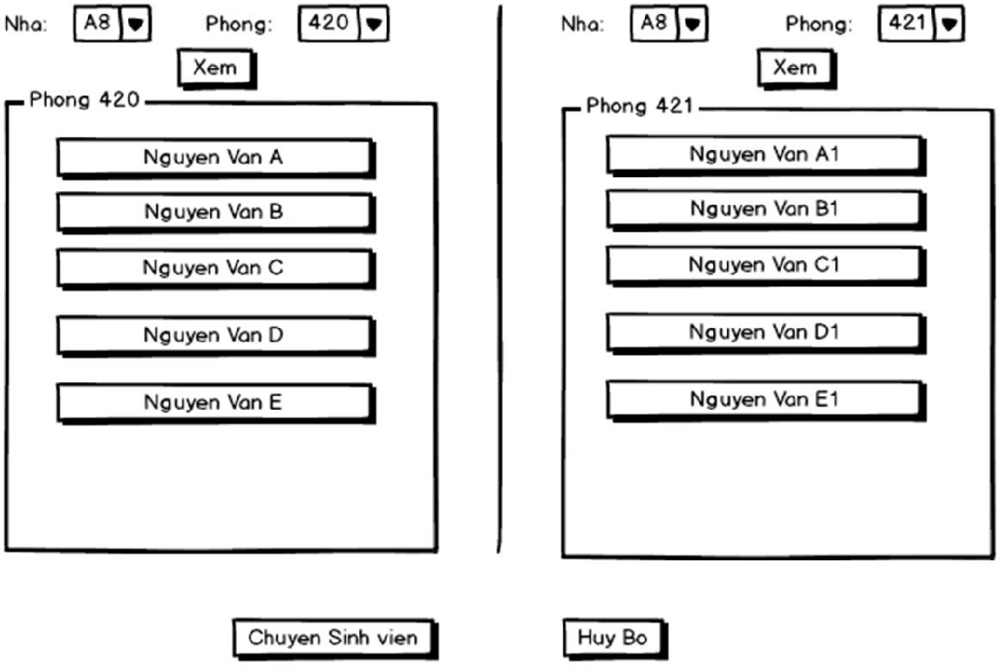 Nha: A8 Phong: 420
Xem
Phong 420
Nguyen Van A
Nguyen Van B
Nguyen Van C
Nguyen Van D
Nguyen Van E
Nha: A8 Phong: 421
Xem
Phong 421
Nguyen Van A1
Nguyen Van B1
Nguyen Van C1
Nguyen Van D1
Nguyen Van E1
Chuyen Sinh vien
Huy Bo